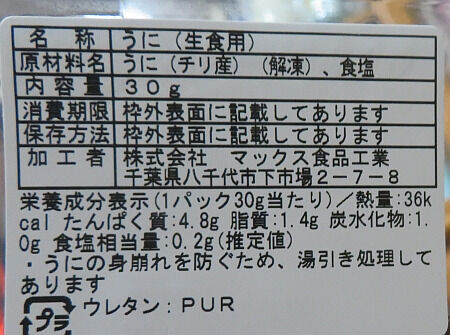 名称 うに(生食用)
原材料名 うに(チリ産)(解凍)、食塩
内容量 30g
消費期限 枠外表面に記載してあります
保存方法 枠外表面に記載してあります
加工者 株式会社 マックス食品工業
千葉県八千代市下市場2-7-8
栄養成分表示(1パック30g当たり)/熱量:36k
cal たんぱく質:4.8g 脂質:1.4g 炭水化物:1.
0g 食塩相当量:0.2g(推定値)
・うにの身崩れを防ぐため、湯引き処理して
あります
プラ ウレタン:PUR